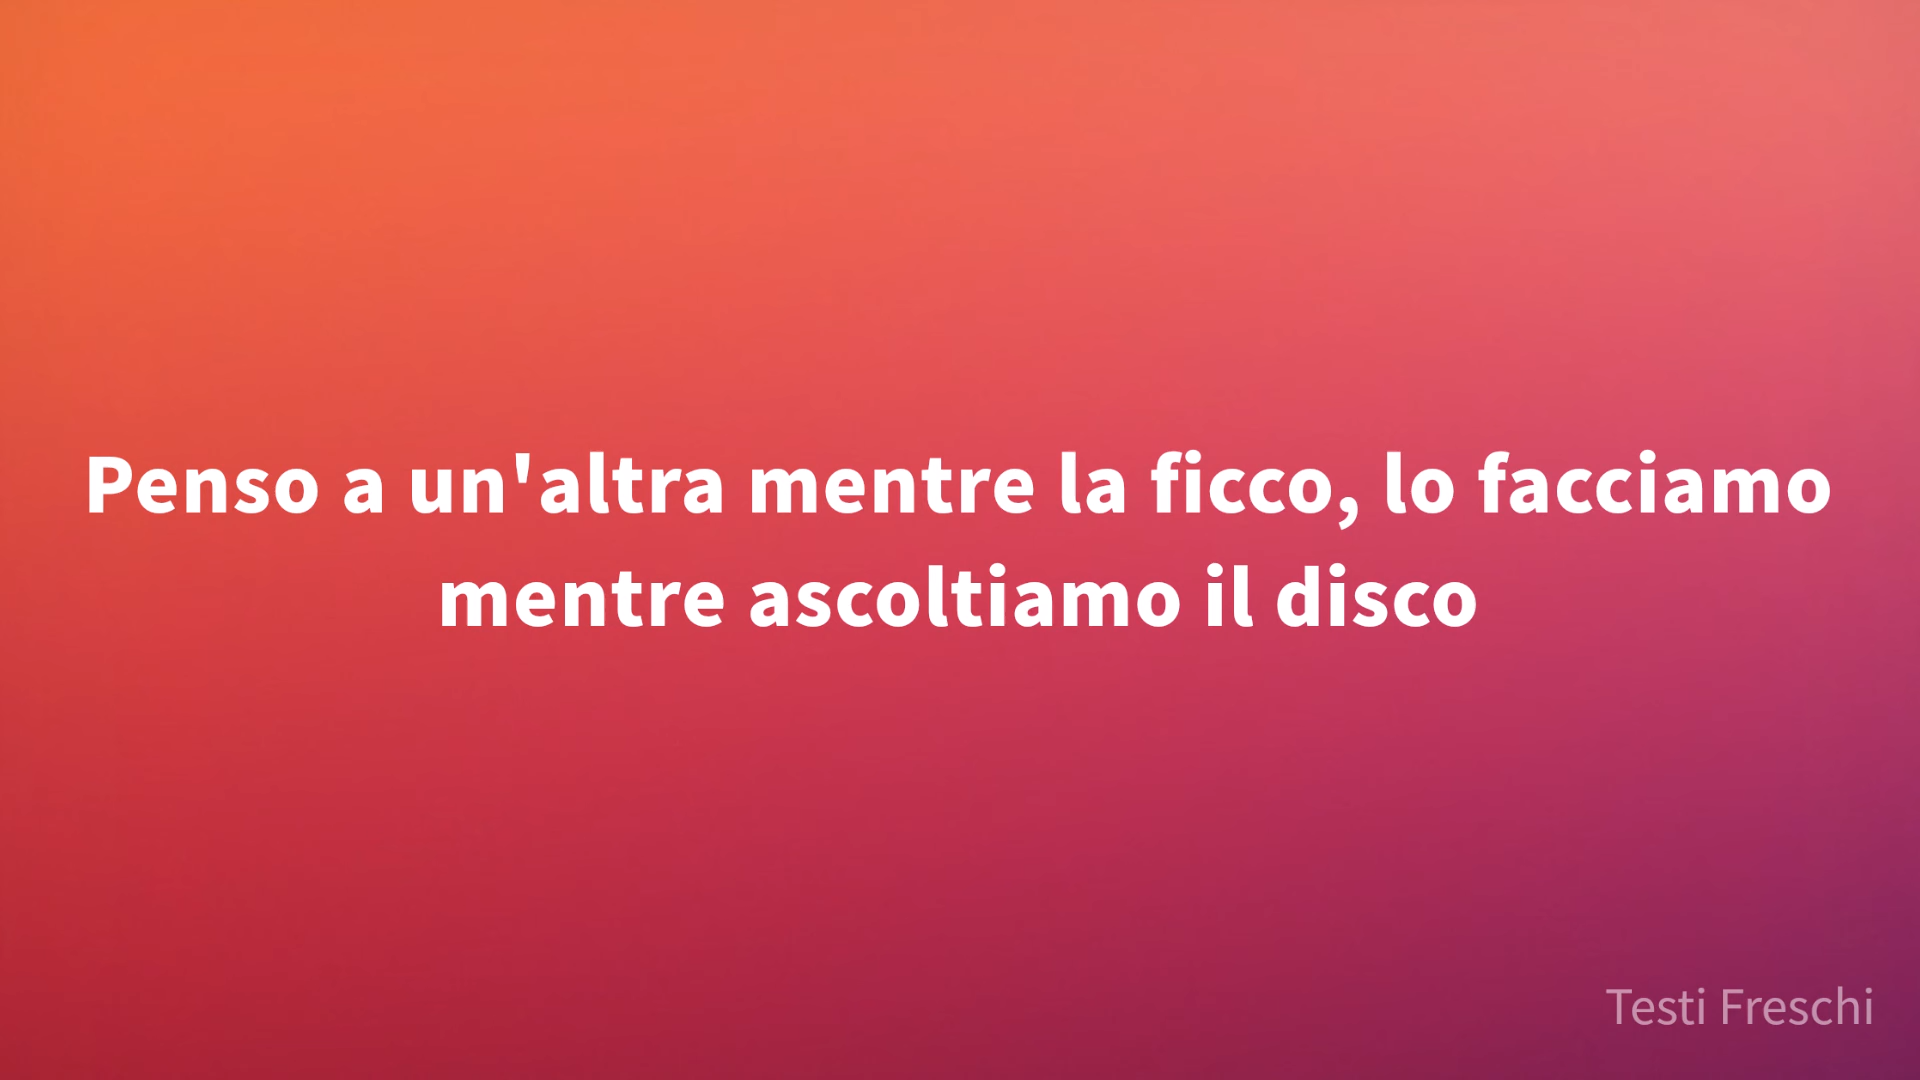 Penso a un'altra mentre la ficco, lo facciamo
mentre ascoltiamo il disco
Testi Freschi